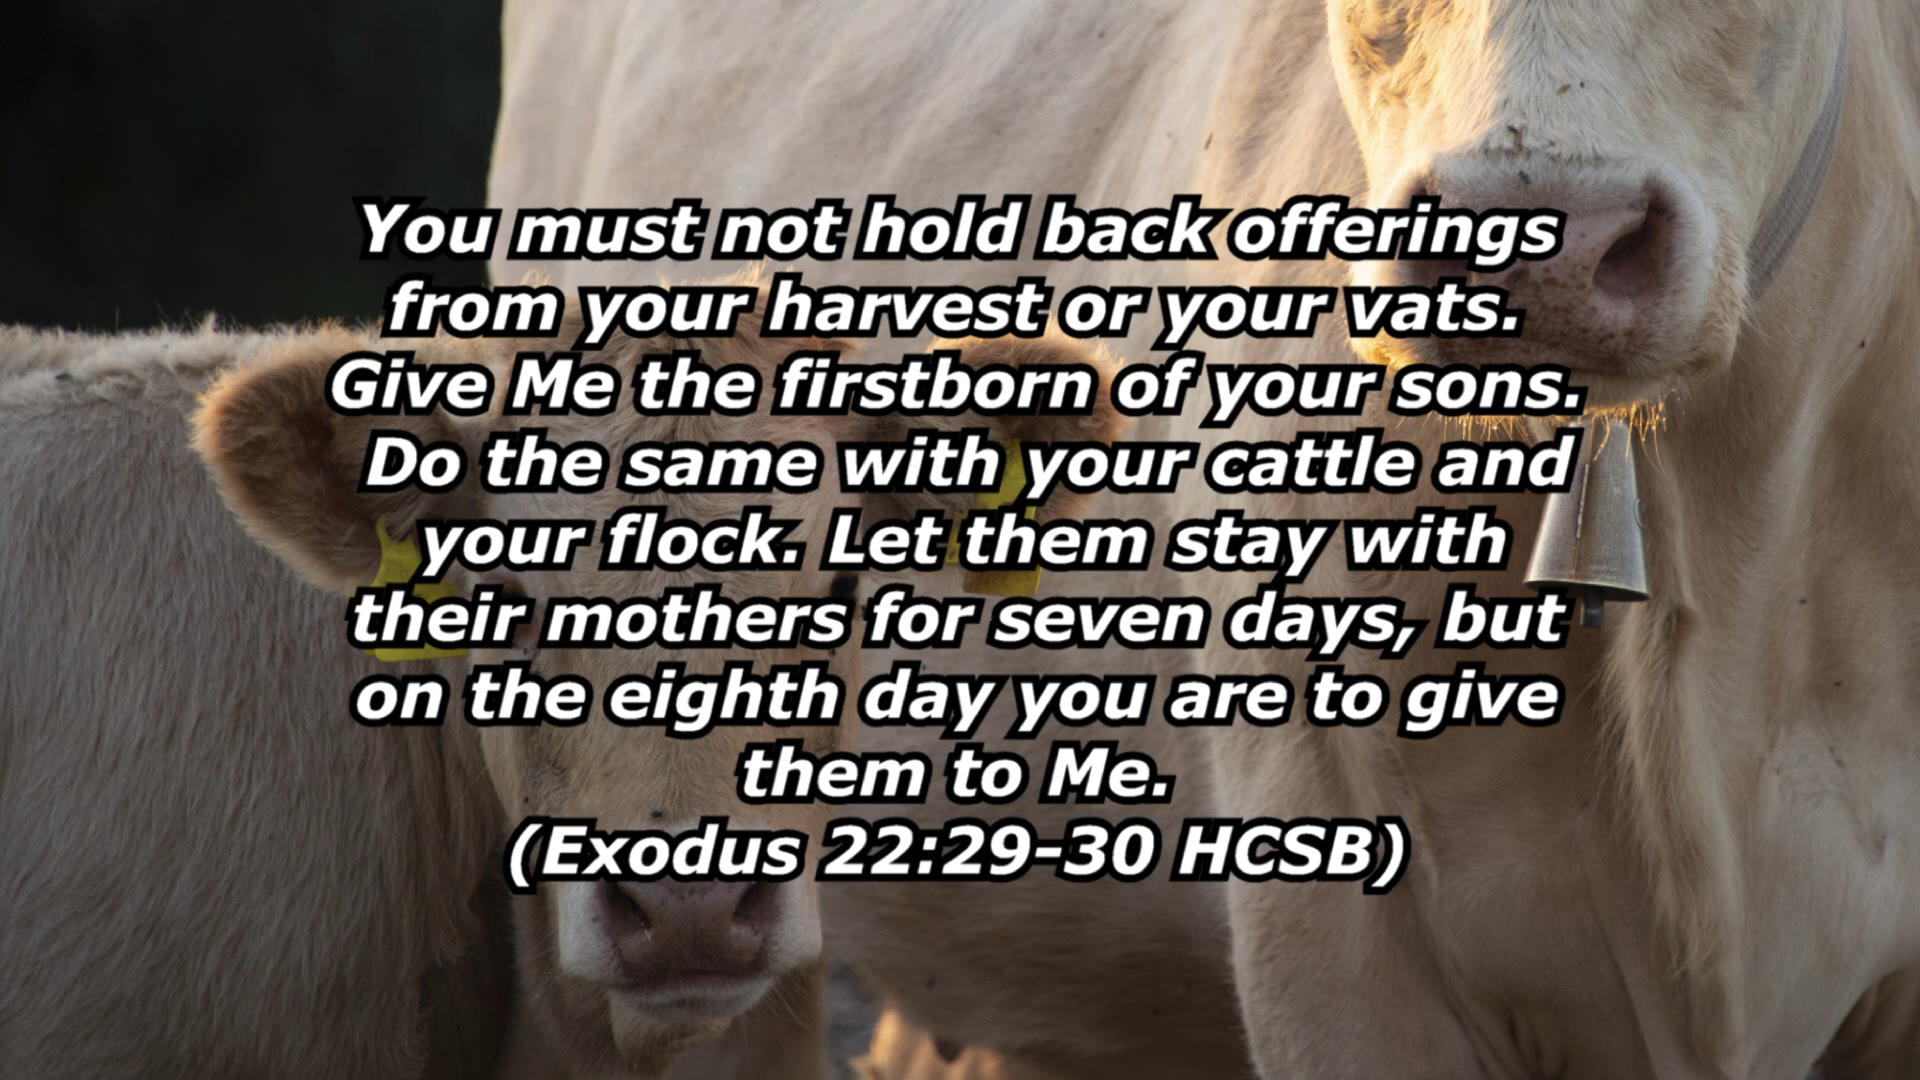 You must not hold back offerings
from your harvest or your vats.
Give Me the firstborn of your sons.
Do the same with your cattle and
your flock. Let them stay with
their mothers for seven days, but
on the eighth day you are to give
them to Me.
(Exodus 22:29-30 HCSB)